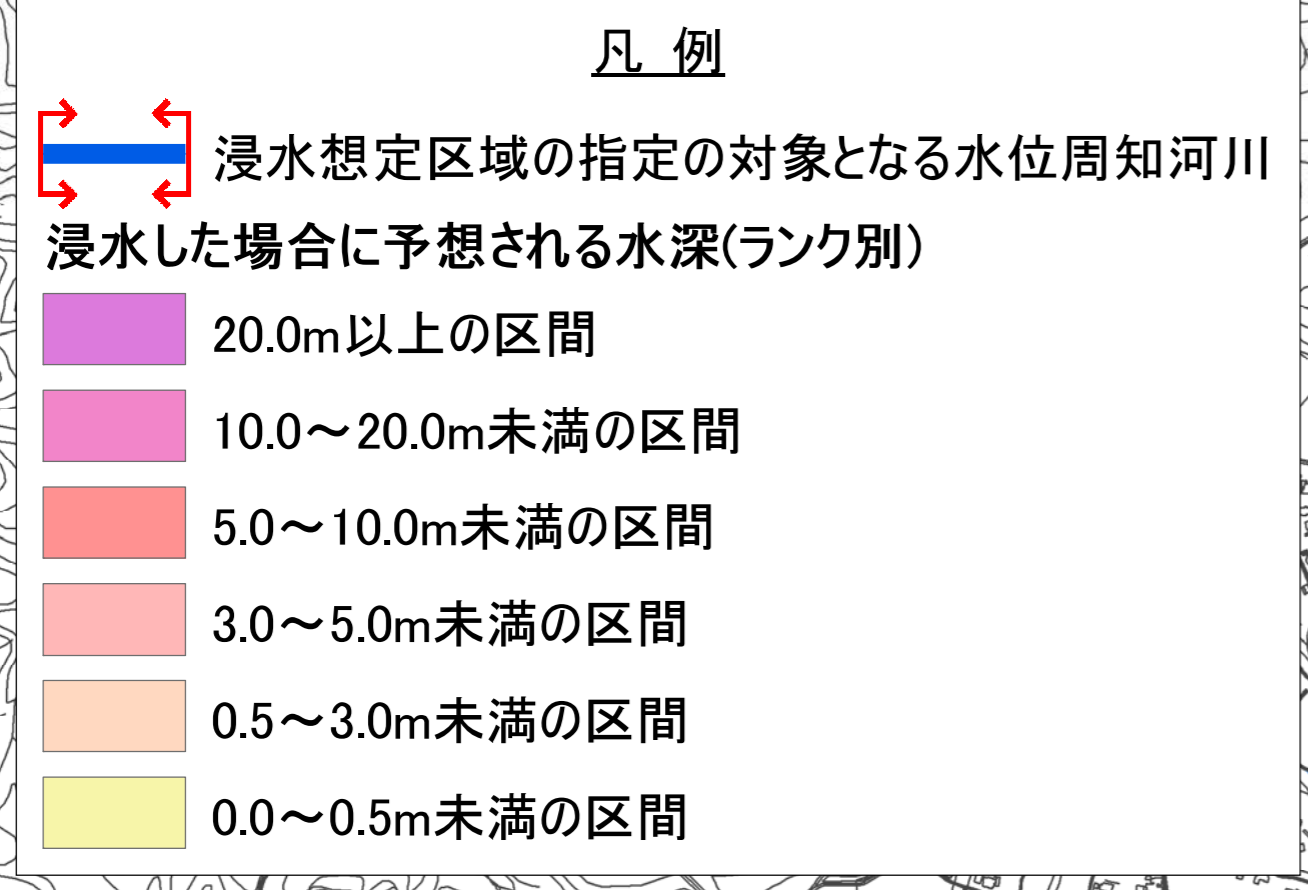 凡 例
浸水想定区域の指定の対象となる水位周知河川
浸水した場合に予想される水深(ランク別)
20.0m以上の区間
10.0～20.0m未満の区間
5.0～10.0m未満の区間
3.0～5.0m未満の区間
0.5～3.0m未満の区間
0.0～0.5m未満の区間